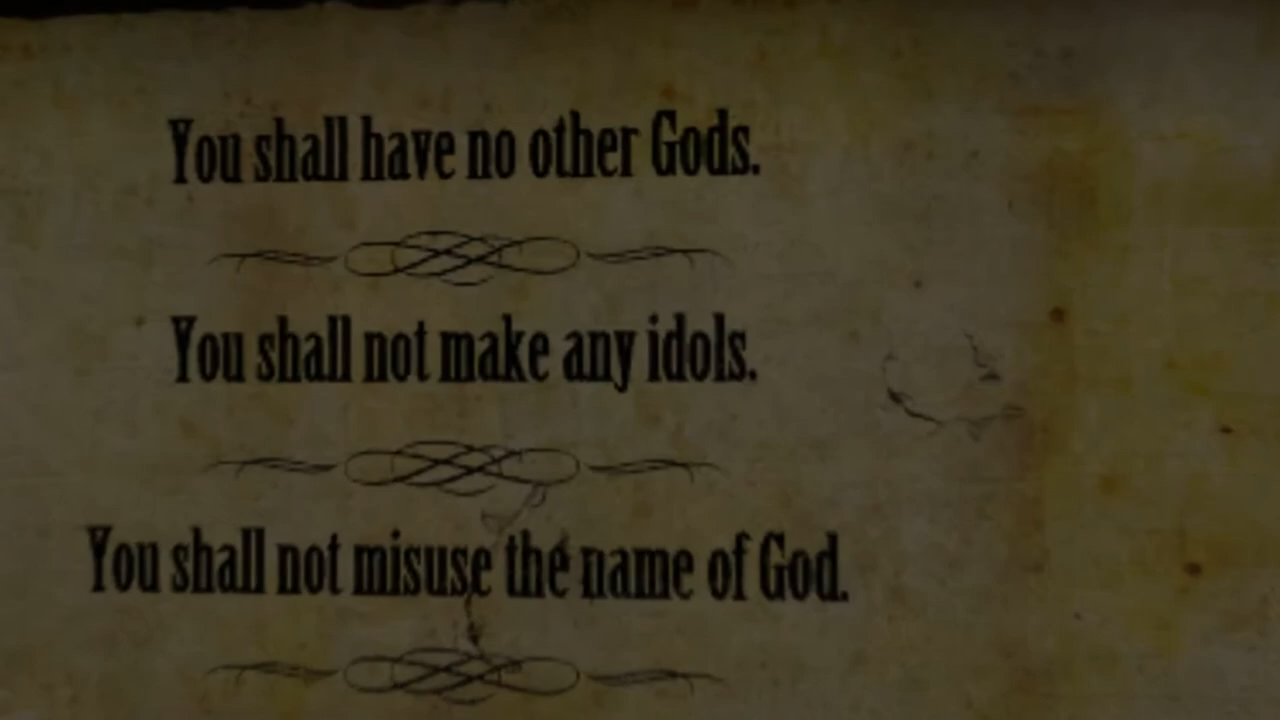 You shall have no other Gods.
You shall not make any idols.
You shall not misuse the name of God.